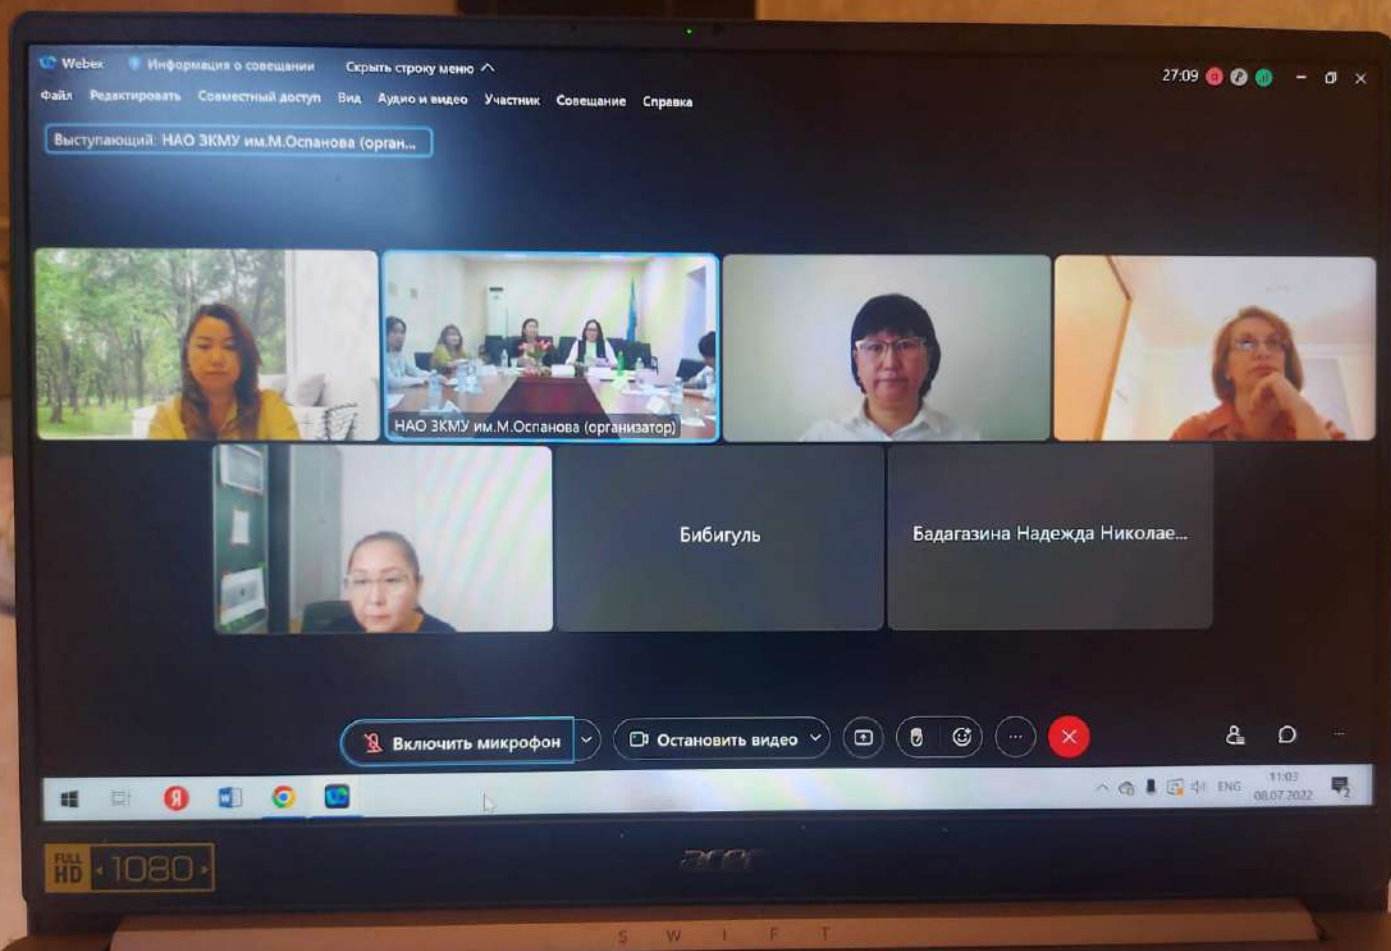 Webex Информация о совещании Скрыть строку меню 27:09
Файл Редактировать Совместный доступ Вид Аудио и видео Участник Совещание Справка
Выступающий: НАО ЗКМУ им.М.Оспанова (орган...
НАО ЗКМУ им.М.Оспанова (организатор)
Бибигуль
Бадагазина Надежда Николае...
Включить микрофон
Остановить видео
ENG
11:03
08.07.2022
FULL HD 1080
acer
SWIFT